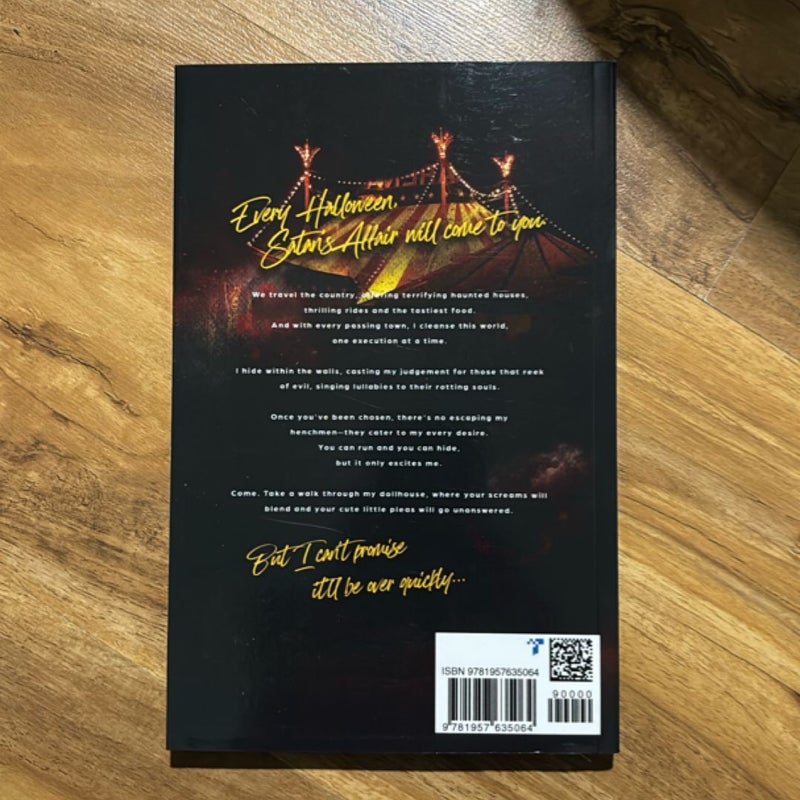 Every Halloween,
Satan's Affair will come to you.
We travel the country, offering terrifying haunted houses,
thrilling rides and the tastiest food.
And with every passing town, I cleanse this world,
one execution at a time.
I hide within the walls, casting my judgement for those that reek
of evil, singing lullabies to their rotting souls.
Once you've been chosen, there's no escaping my
henchmen—they cater to my every desire.
You can run and you can hide,
but it only excites me.
Come. Take a walk through my dollhouse, where your screams will
blend and your cute little pleas will go unanswered.
But I can't promise
it'll be over quickly...
ISBN 9781957635064
90000
9 781957 635064